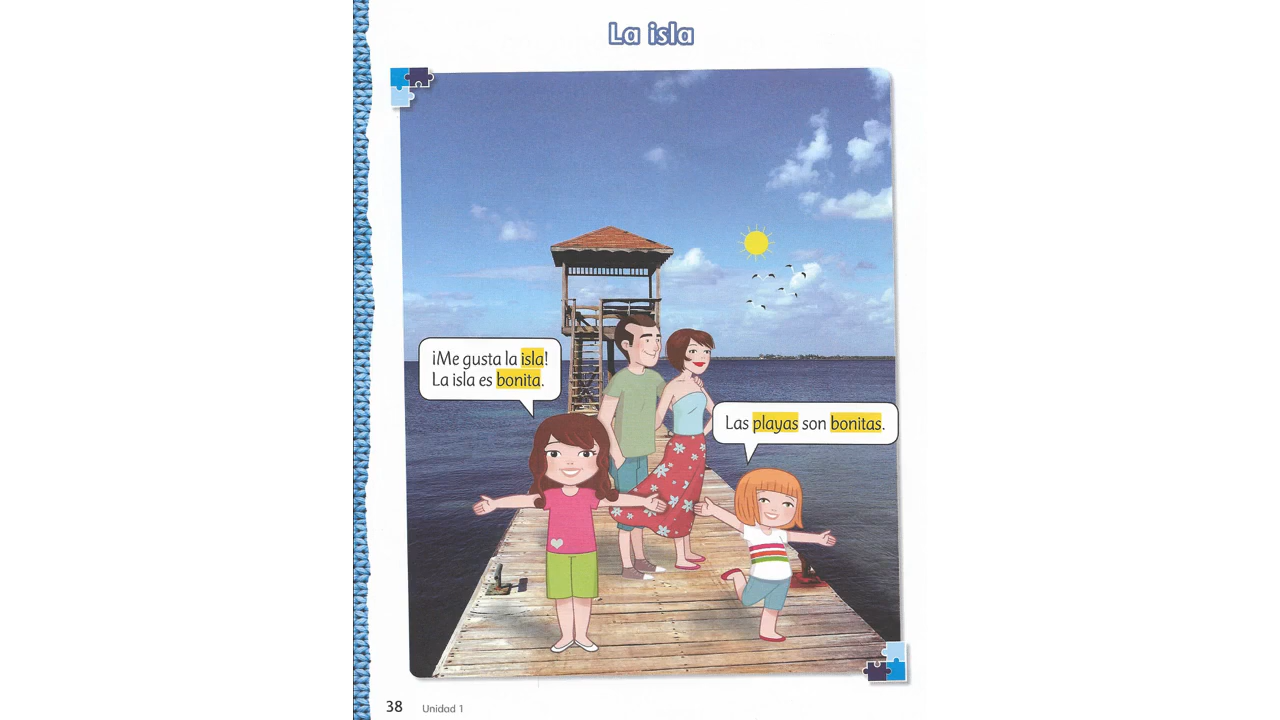 La isla
¡Me gusta la isla!
La isla es bonita.
Las playas son bonitas.
38 Unidad 1